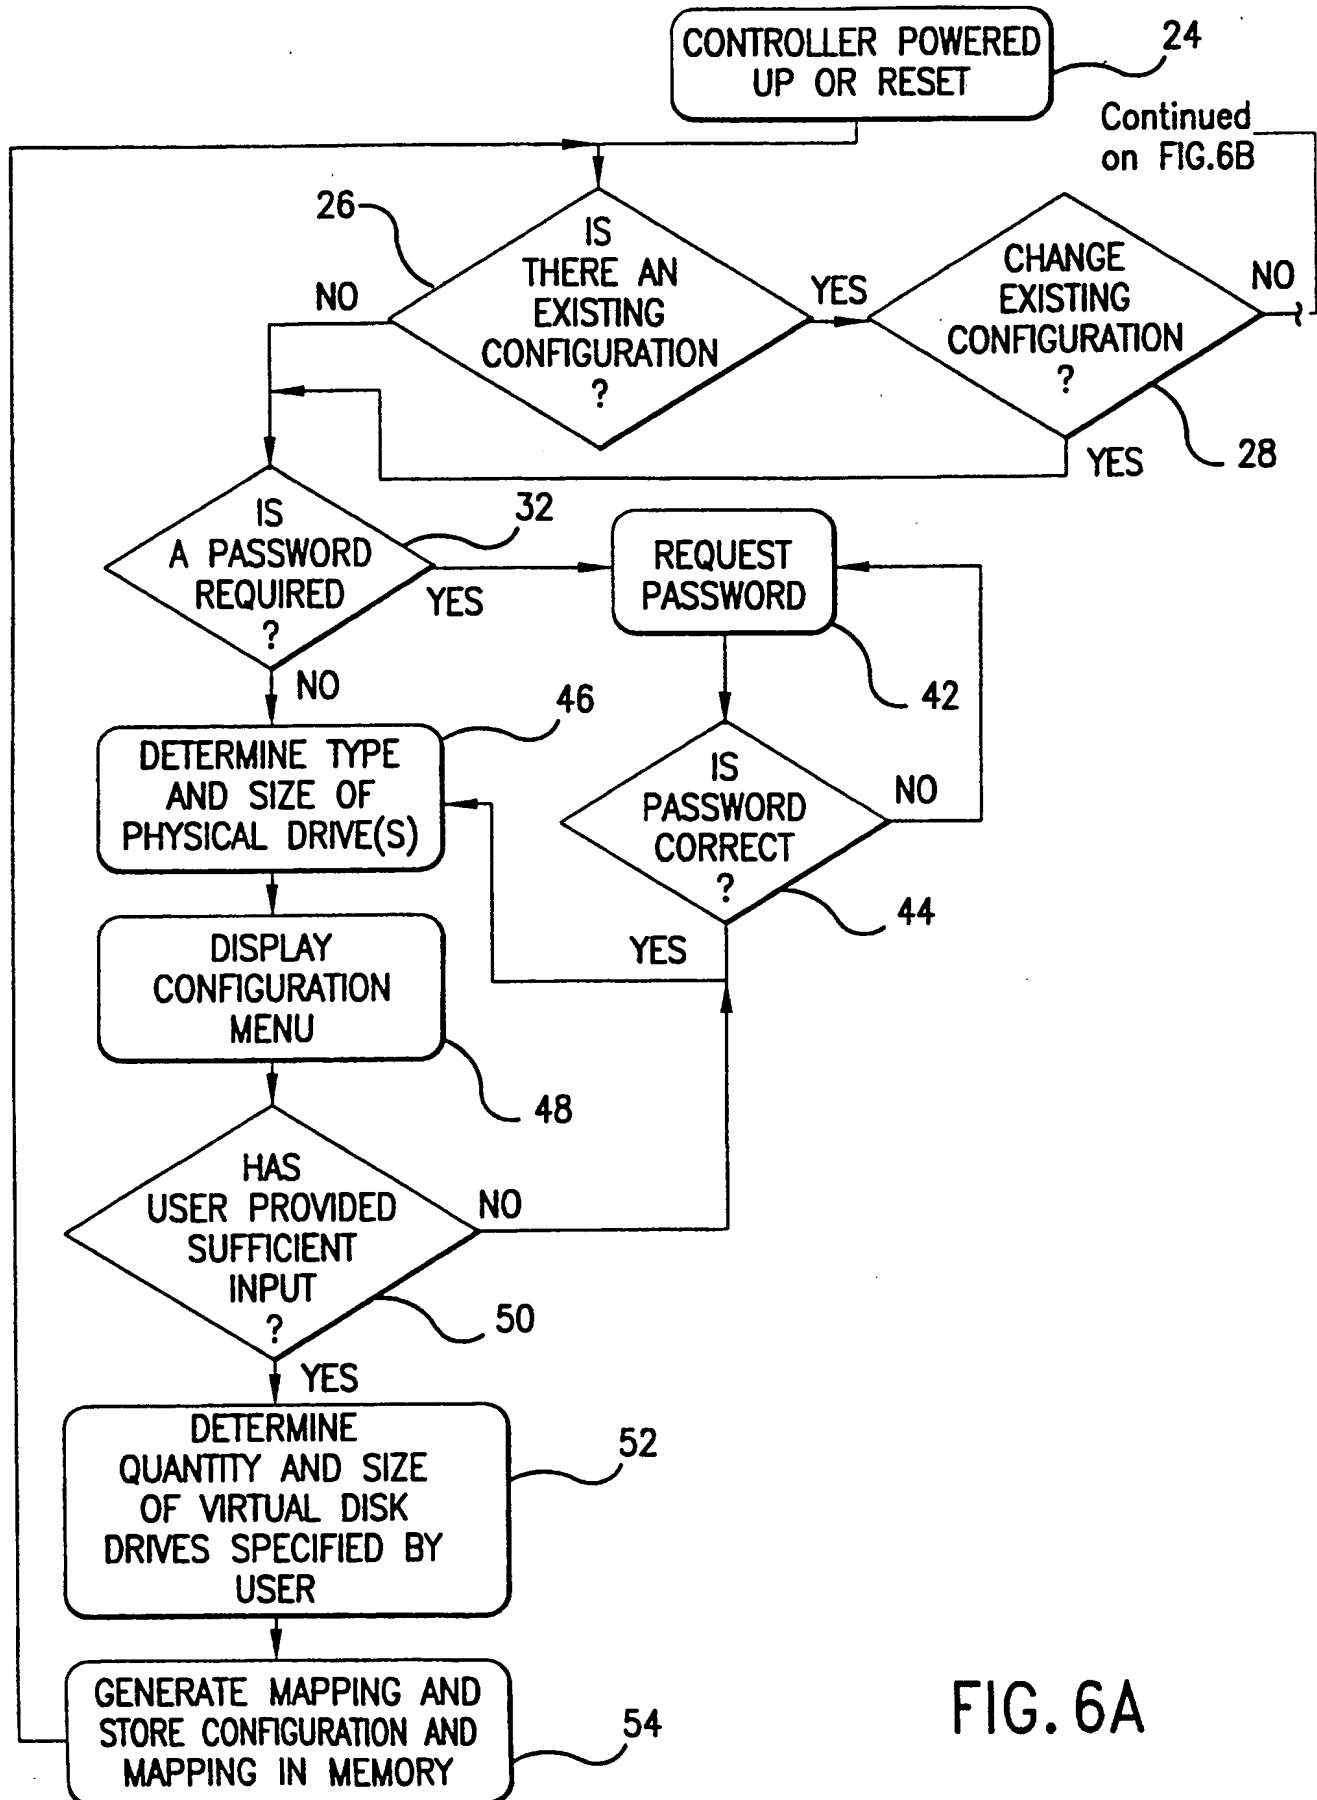 CONTROLLER POWERED
UP OR RESET
24
Continued
on FIG.6B
26
IS
THERE AN
EXISTING
CONFIGURATION
?
NO
YES
CHANGE
EXISTING
CONFIGURATION
?
NO
YES
28
IS
A PASSWORD
REQUIRED
?
32
YES
NO
REQUEST
PASSWORD
42
46
DETERMINE TYPE
AND SIZE OF
PHYSICAL DRIVE(S)
IS
PASSWORD
CORRECT
?
NO
44
YES
DISPLAY
CONFIGURATION
MENU
48
HAS
USER PROVIDED
SUFFICIENT
INPUT
?
NO
50
YES
DETERMINE
QUANTITY AND SIZE
OF VIRTUAL DISK
DRIVES SPECIFIED BY
USER
52
GENERATE MAPPING AND
STORE CONFIGURATION AND
MAPPING IN MEMORY
54
FIG. 6A